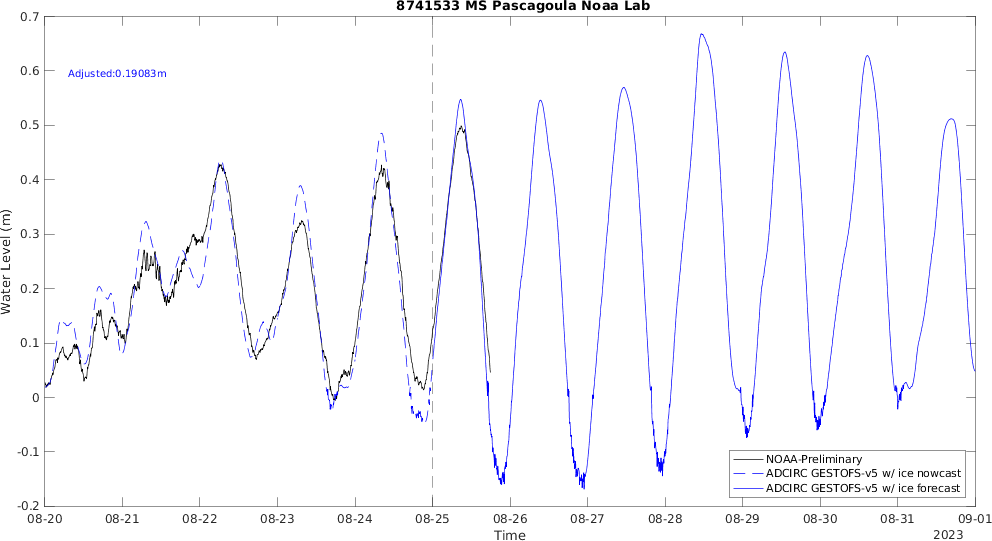 8741533 MS Pascagoula Noaa Lab
Adjusted:0.19083m
Water Level (m)
0.7
0.6
0.5
0.4
0.3
0.2
0.1
0
-0.1
-0.2
NOAA-Preliminary
ADCIRC GESTOFS-v5 w/ ice nowcast
ADCIRC GESTOFS-v5 w/ ice forecast
08-20 08-21 08-22 08-23 08-24 08-25 08-26 08-27 08-28 08-29 08-30 08-31 09-01
Time
2023